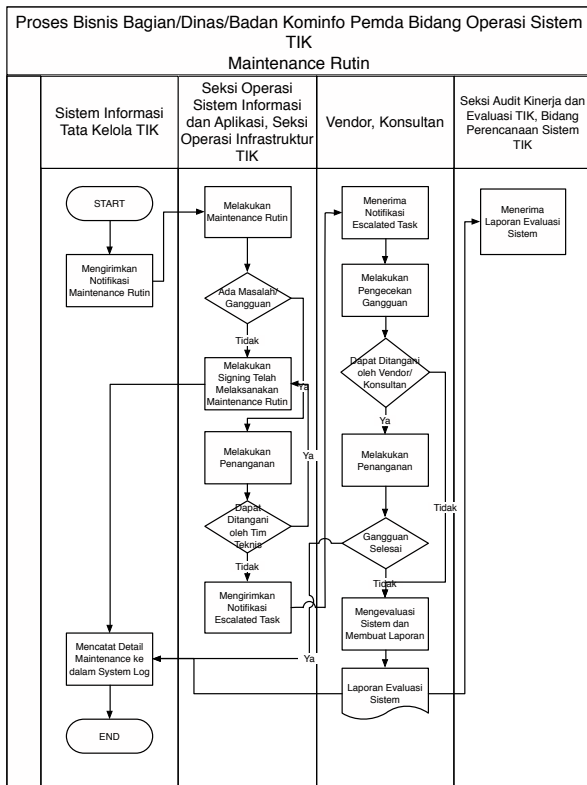 Proses Bisnis Bagian/Dinas/Badan Kominfo Pemda Bidang Operasi Sistem
TIK
Maintenance Rutin
Sistem Informasi
Tata Kelola TIK
Seksi Operasi
Sistem Informasi
dan Aplikasi, Seksi
Operasi Infrastruktur
TIK
Vendor, Konsultan
Seksi Audit Kinerja dan
Evaluasi TIK, Bidang
Perencanaan Sistem
TIK
START
Mengirimkan
Notifikasi
Maintenance Rutin
Melakukan
Maintenance Rutin
Ada Masalah/
Gangguan
Tidak
Ya
Melakukan
Signing Telah
Melaksanakan
Maintenance Rutin
Melakukan
Penanganan
Ya
Dapat
Ditangani
oleh Tim
Teknis
Tidak
Mengirimkan
Notifikasi
Escalated Task
Menerima
Notifikasi
Escalated Task
Melakukan
Pengecekan
Gangguan
Dapat Ditangani
oleh Vendor/
Konsultan
Ya
Tidak
Melakukan
Penanganan
Gangguan
Selesai
Tidak
Ya
Mengevaluasi
Sistem dan
Membuat Laporan
Laporan Evaluasi
Sistem
Menerima
Laporan Evaluasi
Sistem
Mencatat Detail
Maintenance ke
dalam System Log
END